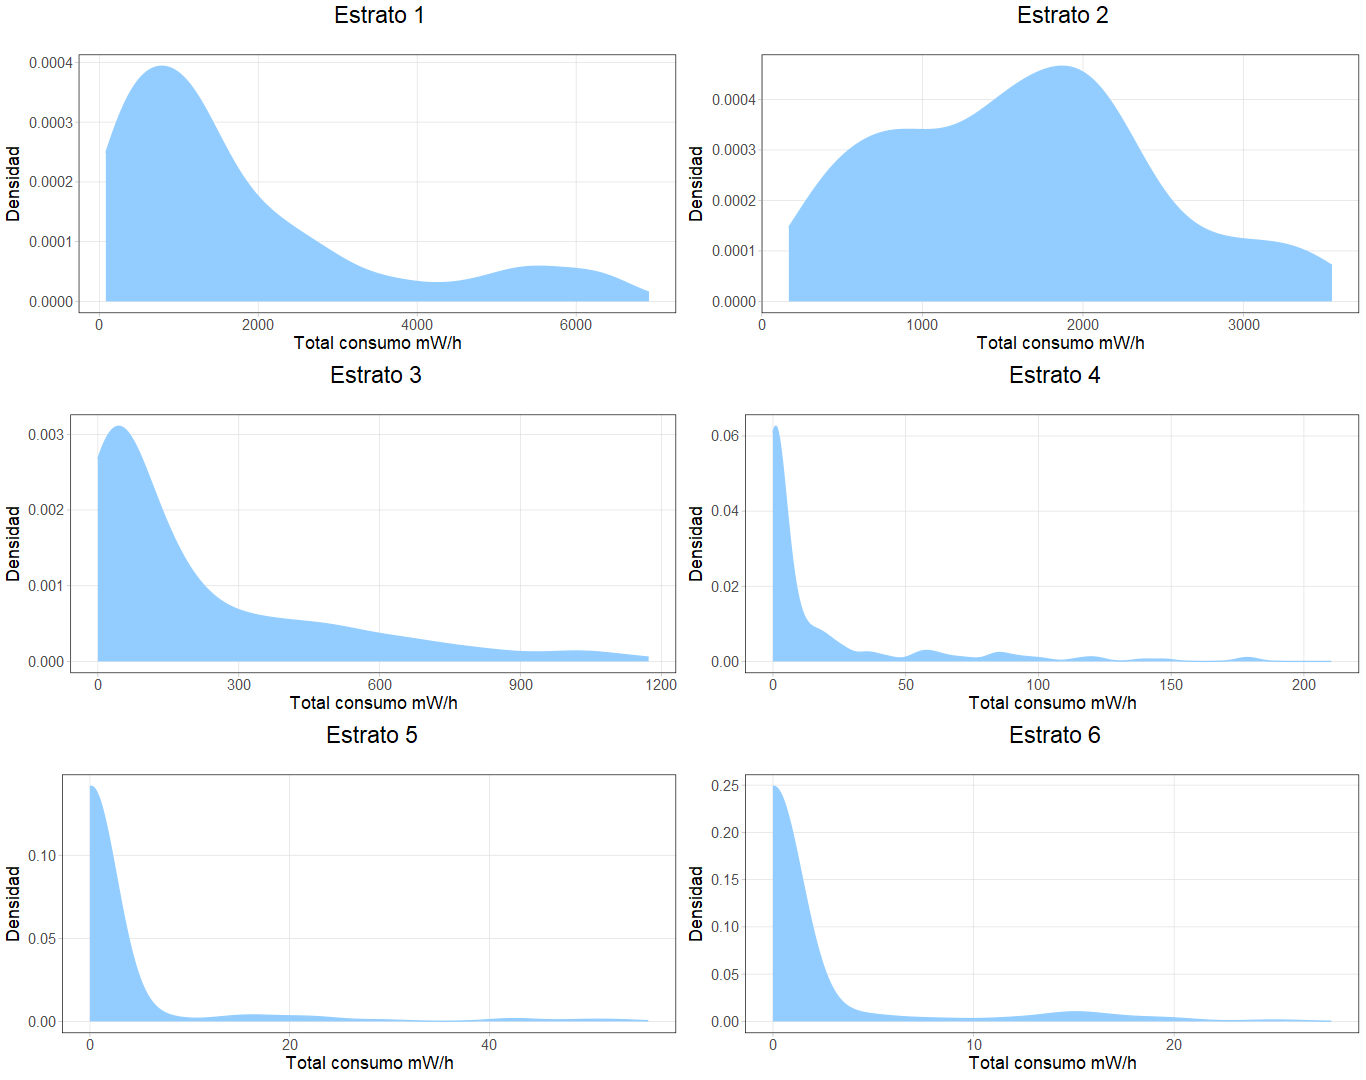 Estrato 1
Densidad
0.0004
0.0003
0.0002
0.0001
0.0000
0 2000 4000 6000
Total consumo mW/h
Estrato 2
Densidad
0.0004
0.0003
0.0002
0.0001
0.0000
0 1000 2000 3000
Total consumo mW/h
Estrato 3
Densidad
0.003
0.002
0.001
0.000
0 300 600 900 1200
Total consumo mW/h
Estrato 4
Densidad
0.06
0.04
0.02
0.00
0 50 100 150 200
Total consumo mW/h
Estrato 5
Densidad
0.10
0.05
0.00
0 20 40
Total consumo mW/h
Estrato 6
Densidad
0.25
0.20
0.15
0.10
0.05
0.00
0 10 20
Total consumo mW/h